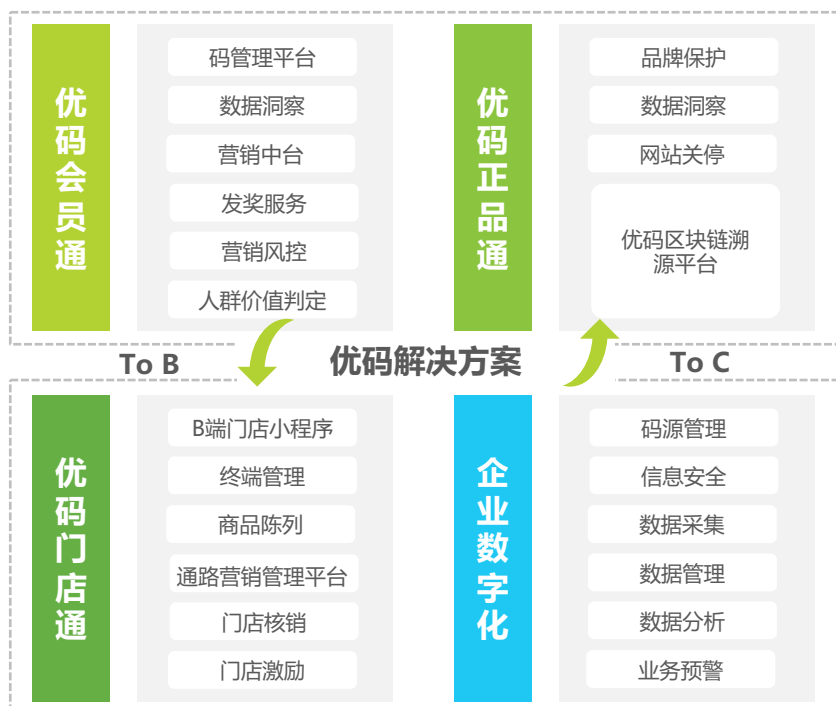 优码会员通
码管理平台
数据洞察
营销中台
发奖服务
营销风控
人群价值判定
优码正品通
品牌保护
数据洞察
网站关停
优码区块链溯
源平台
To B
优码解决方案
To C
优码门店通
B端门店小程序
终端管理
商品陈列
通路营销管理平台
门店核销
门店激励
企业数字化
码源管理
信息安全
数据采集
数据管理
数据分析
业务预警